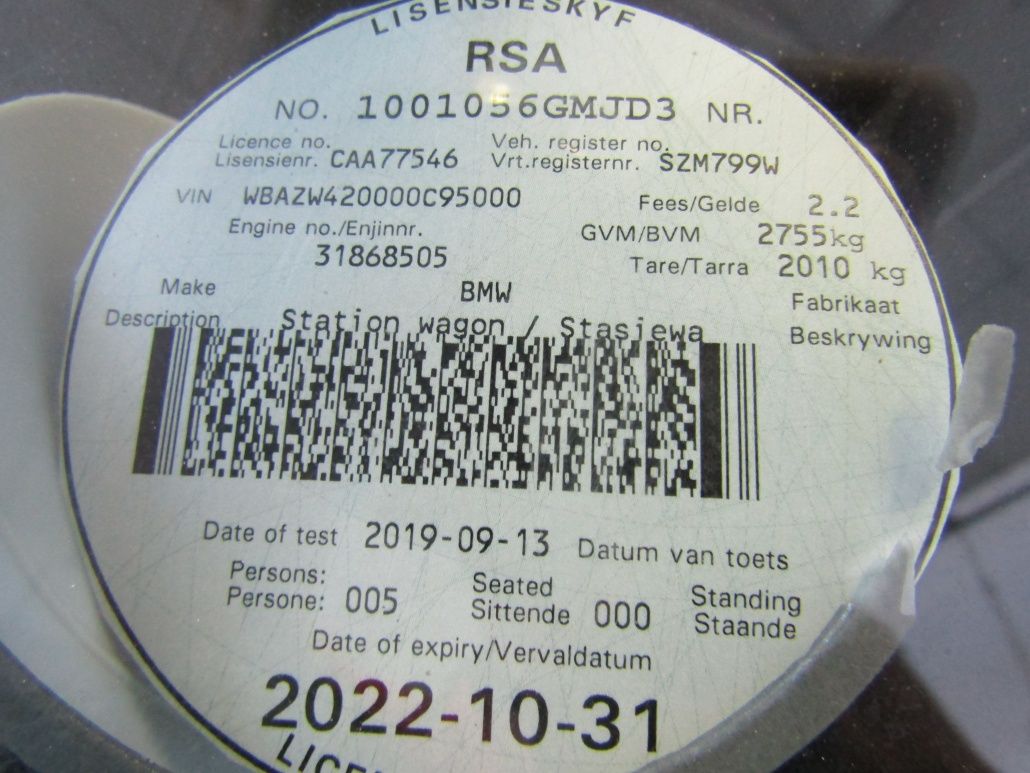 LISENSIESKYF
RSA
NO. 1001056GMJD3 NR.
Licence no. Veh. register no.
Lisensienr. CAA77546 Vrt.registernr. SZM799W
VIN WBAZW420000C95000 Fees/Gelde 2.2
Engine no./Enjinnr. GVM/BVM 2755kg
31868505 Tare/Tarra 2010 kg
Make BMW Fabrikaat
Description Station wagon / Stasiewa Beskrywing
Date of test 2019-09-13 Datum van toets
Persons: Seated Standing
Persone: 005 Sittende 000 Staande
Date of expiry/Vervaldatum
2022-10-31